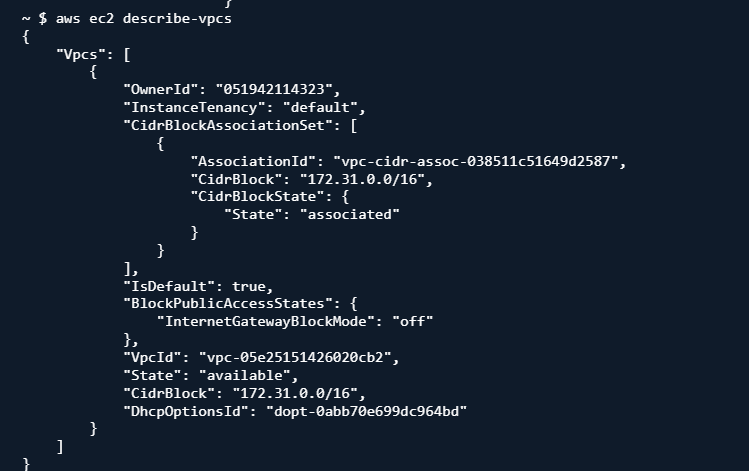 }
~ $ aws ec2 describe-vpcs
{
    "Vpcs": [
        {
            "OwnerId": "051942114323",
            "InstanceTenancy": "default",
            "CidrBlockAssociationSet": [
                {
                    "AssociationId": "vpc-cidr-assoc-038511c51649d2587",
                    "CidrBlock": "172.31.0.0/16",
                    "CidrBlockState": {
                        "State": "associated"
                    }
                }
            ],
            "IsDefault": true,
            "BlockPublicAccessStates": {
                "InternetGatewayBlockMode": "off"
            },
            "VpcId": "vpc-05e25151426020cb2",
            "State": "available",
            "CidrBlock": "172.31.0.0/16",
            "DhcpOptionsId": "dopt-0abb70e699dc964bd"
        }
    ]
}